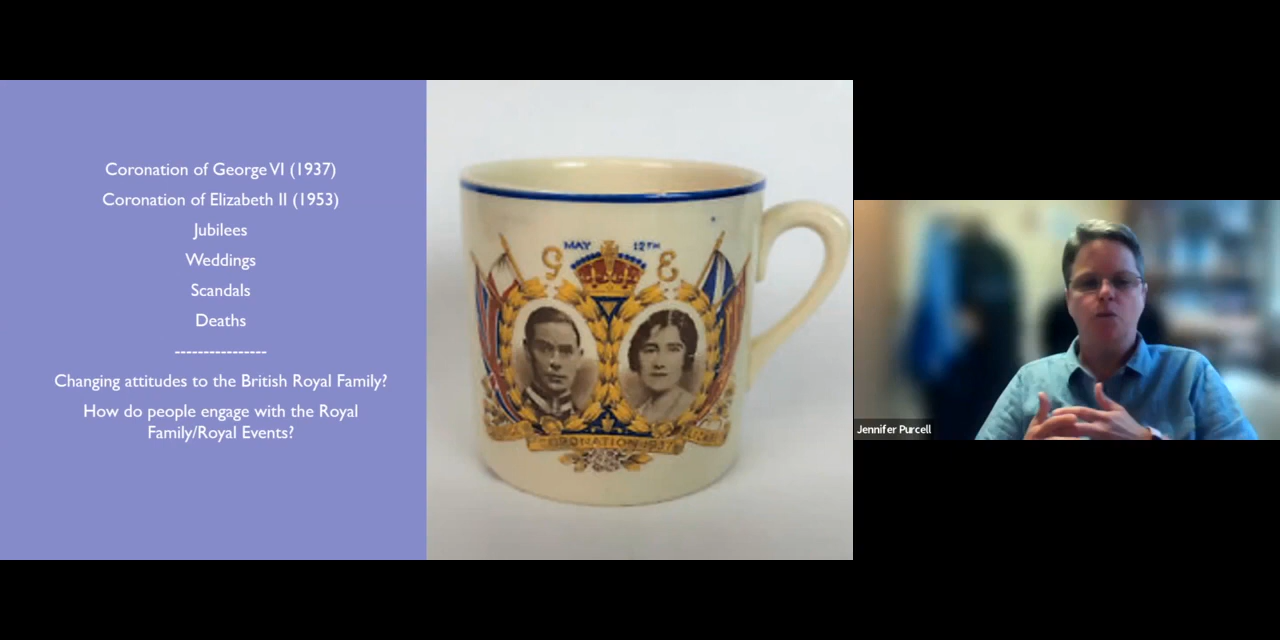 Coronation of George VI (1937)
Coronation of Elizabeth II (1953)
Jubilees
Weddings
Scandals
Deaths
----------------
Changing attitudes to the British Royal Family?
How do people engage with the Royal
Family/Royal Events?
MAY 12TH
G E
CORONATION 1937
Jennifer Purcell